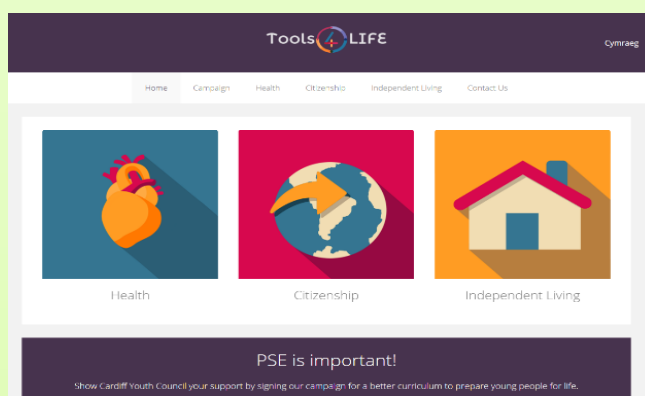 Tools 4 LIFE
Cymraeg
Home Campaign Health Citizenship Independent Living Contact Us
Health Citizenship Independent Living
PSE is important!
Show Cardiff Youth Council your support by signing our campaign for a better curriculum to prepare young people for life.